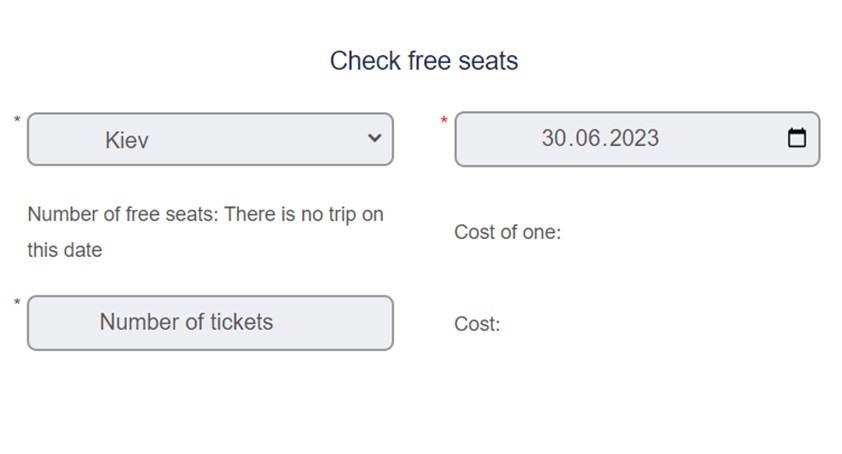 Check free seats
* Kiev
* 30.06.2023
Number of free seats: There is no trip on
this date
Cost of one:
* Number of tickets
Cost: